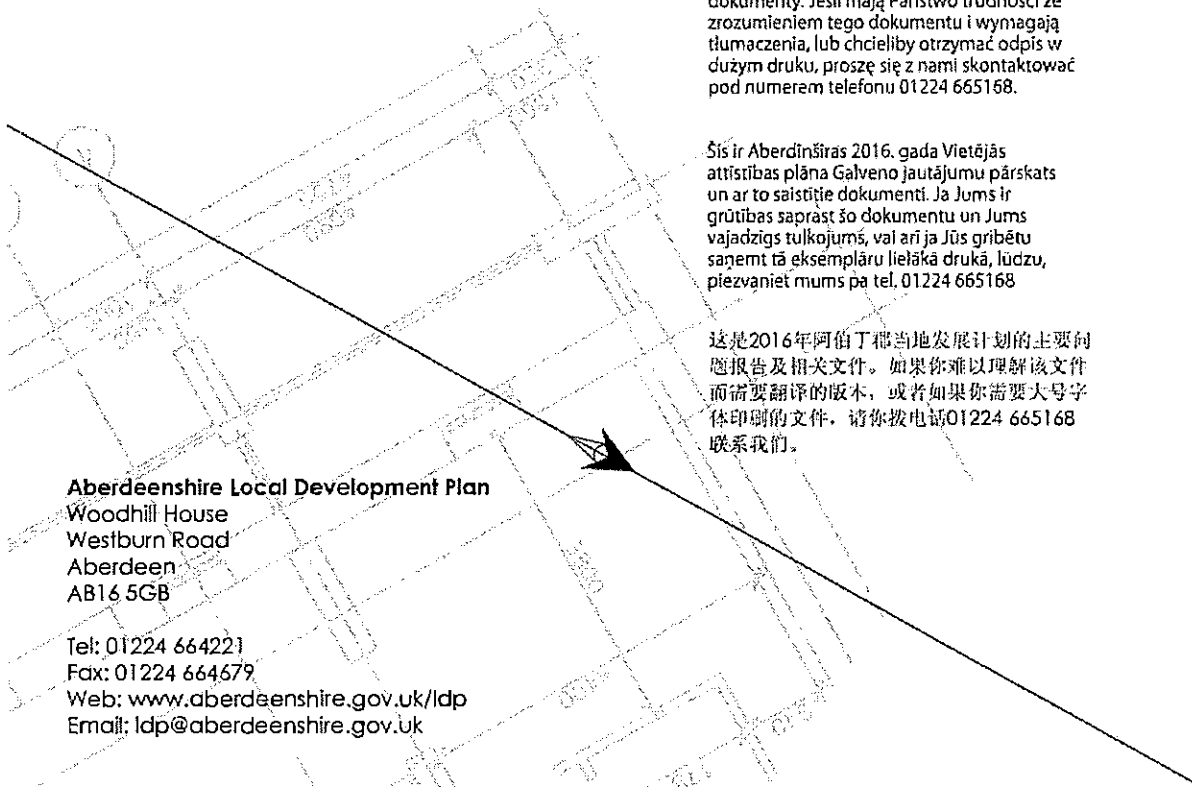 dokumenty. Jeśli mają Państwo trudności ze
zrozumieniem tego dokumentu i wymagają
tłumaczenia, lub chcieliby otrzymać odpis w
dużym druku, proszę się z nami skontaktować
pod numerem telefonu 01224 665168.
Šis ir Aberdīnširas 2016. gada Vietējās
attīstības plāna Galveno jautājumu pārskats
un ar to saistītie dokumenti. Ja Jums ir
grūtības saprast šo dokumentu un Jums
vajadzīgs tulkojums, vai arī ja Jūs gribētu
saņemt tā eksemplāru lielākā drukā, lūdzu,
piezvaniet mums pa tel. 01224 665168
这是2016年阿伯丁郡当地发展计划的主要问
题报告及相关文件。如果你难以理解该文件
而需要翻译的版本，或者如果你需要大号字
体印刷的文件，请你拨电话01224 665168
联系我们。
Aberdeenshire Local Development Plan
Woodhill House
Westburn Road
Aberdeen
AB16 5GB
Tel: 01224 664221
Fax: 01224 664679
Web: www.aberdeenshire.gov.uk/ldp
Email: ldp@aberdeenshire.gov.uk